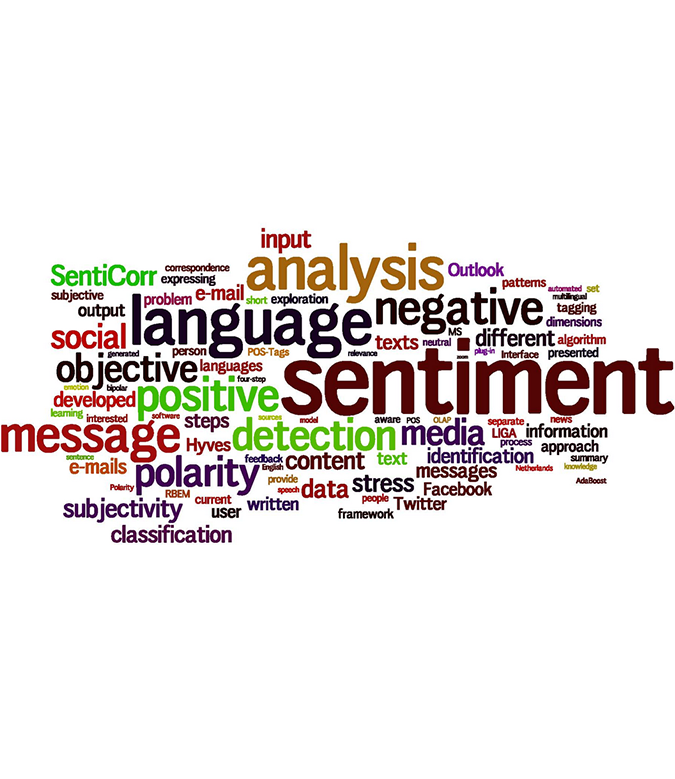 input
SentiCorr correspondence analysis Outlook
expressing patterns automated set
subjective problem e-mail short exploration negative multilingual
output language MS tagging
social texts neutral different dimensions
generated person POS-Tags relevance plug-in Interface algorithm
objective languages zoom presented
emotion bipolar four-step sentiment
developed positive
learning interested software steps sources model aware POS OLAP separate news
message Hyves detection media LIGA information
sentence feedback content text identification process approach
e-mails polarity English messages Netherlands summary
Polarity RBEM provide data stress knowledge
current speech people Facebook AdaBoost
subjectivity user written framework Twitter
classification